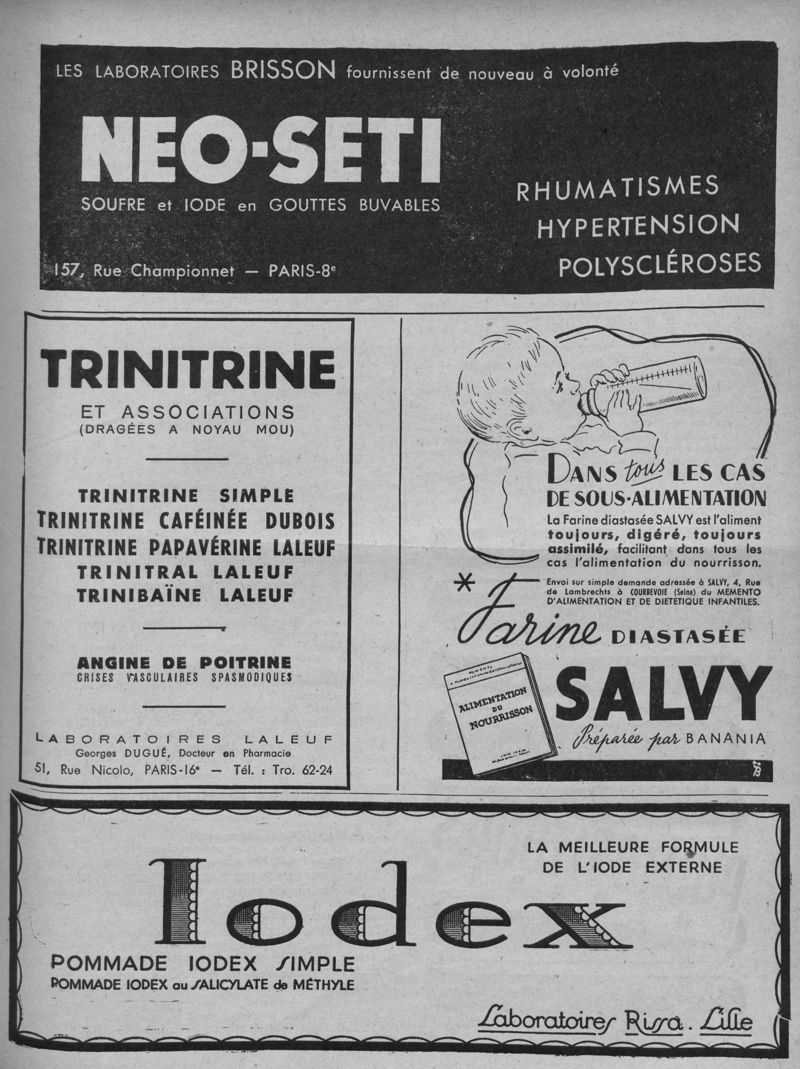 LES LABORATOIRES BRISSON fournissent de nouveau à volonté
NEO-SETI
SOUFRE et IODE en GOUTTES BUVABLES
RHUMATISMES
HYPERTENSION
POLYSCLÉROSES
157, Rue Championnet — PARIS-8e
TRINITRINE
ET ASSOCIATIONS
(DRAGÉES A NOYAU MOU)
TRINITRINE SIMPLE
TRINITRINE CAFÉINÉE DUBOIS
TRINITRINE PAPAVÉRINE LALEUF
TRINITRAL LALEUF
TRINIBAÏNE LALEUF
ANGINE DE POITRINE
CRISES VASCULAIRES SPASMODIQUES
LABORATOIRES LALEUF
Georges DUGUÉ, Docteur en Pharmacie
51, Rue Nicolo, PARIS-16e — Tél. : Tro. 62-24
DANS tous LES CAS
DE SOUS-ALIMENTATION
La Farine diastasée SALVY est l'aliment
toujours, digéré, toujours
assimilé, facilitant dans tous les
cas l'alimentation du nourrisson.
* Envoi sur simple demande adressée à SALVY, 4, Rue
de Lambrechts à COURBEVOIE (Seine) du MEMENTO
D'ALIMENTATION ET DE DIETETIQUE INFANTILES.
Farine DIASTASÉE
SALVY
Préparée par BANANIA
ALIMENTATION
DU
NOURRISSON
LA MEILLEURE FORMULE
DE L'IODE EXTERNE
Iodex
POMMADE IODEX SIMPLE
POMMADE IODEX au SALICYLATE de MÉTHYLE
Laboratoires Rissa. Lille